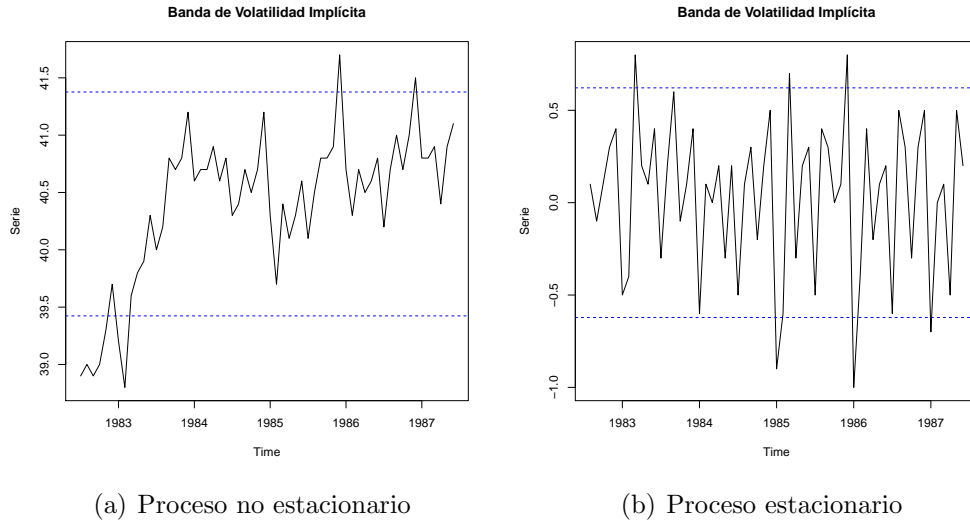 Banda de Volatilidad Implícita
Serie
41.5
41.0
40.5
40.0
39.5
39.0
1983 1984 1985 1986 1987
Time
(a) Proceso no estacionario
Banda de Volatilidad Implícita
Serie
0.5
0.0
−0.5
−1.0
1983 1984 1985 1986 1987
Time
(b) Proceso estacionario